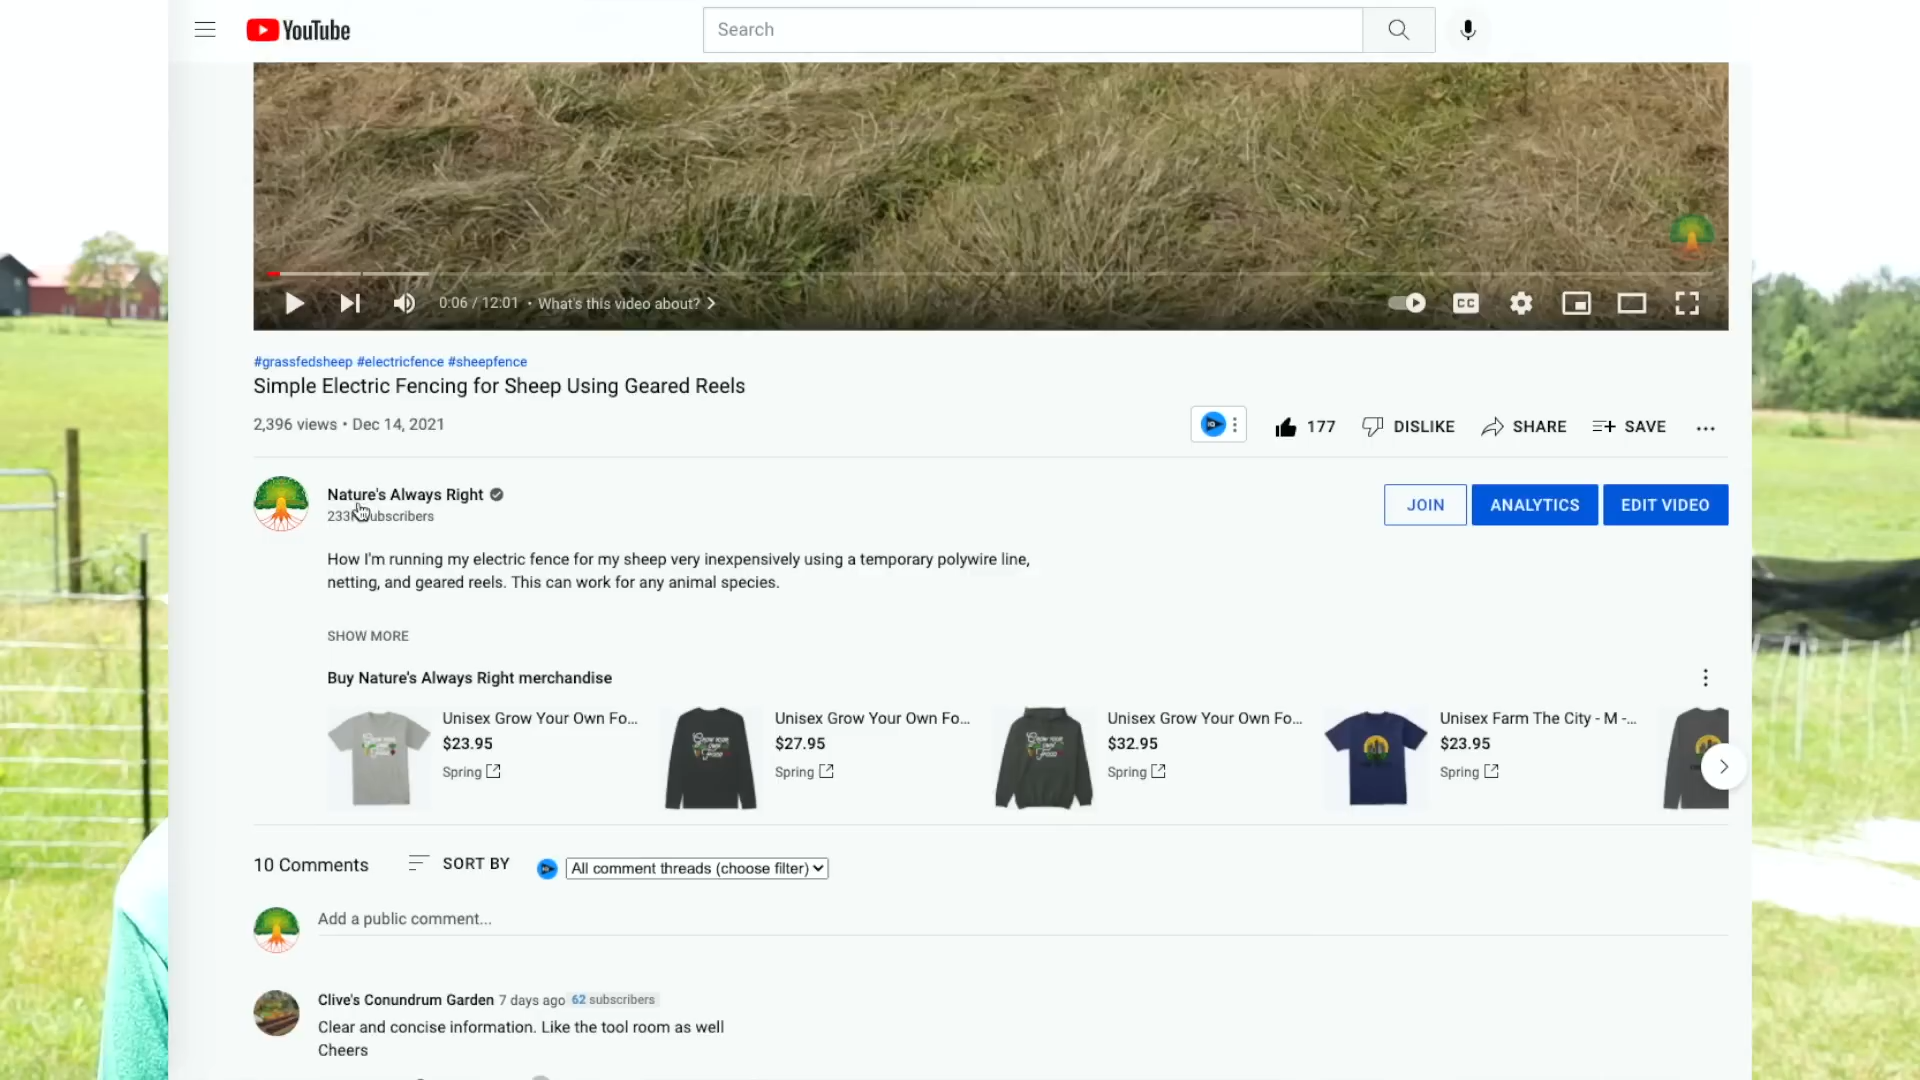 YouTube
Search
0:06 / 12:01 • What's this video about?
CC
#grassfedsheep #electricfence #sheepfence
Simple Electric Fencing for Sheep Using Geared Reels
2,396 views • Dec 14, 2021
177
DISLIKE
SHARE
SAVE
Nature's Always Right
subscribers
JOIN
ANALYTICS
EDIT VIDEO
How I'm running my electric fence for my sheep very inexpensively using a temporary polywire line,
netting, and geared reels. This can work for any animal species.
SHOW MORE
Buy Nature's Always Right merchandise
Unisex Grow Your Own Fo...
$23.95
Spring
Unisex Grow Your Own Fo...
$27.95
Spring
Unisex Grow Your Own Fo...
$32.95
Spring
Unisex Farm The City - M -...
$23.95
Spring
10 Comments
SORT BY
All comment threads (choose filter)
Add a public comment...
Clive's Conundrum Garden 7 days ago 62 subscribers
Clear and concise information. Like the tool room as well
Cheers